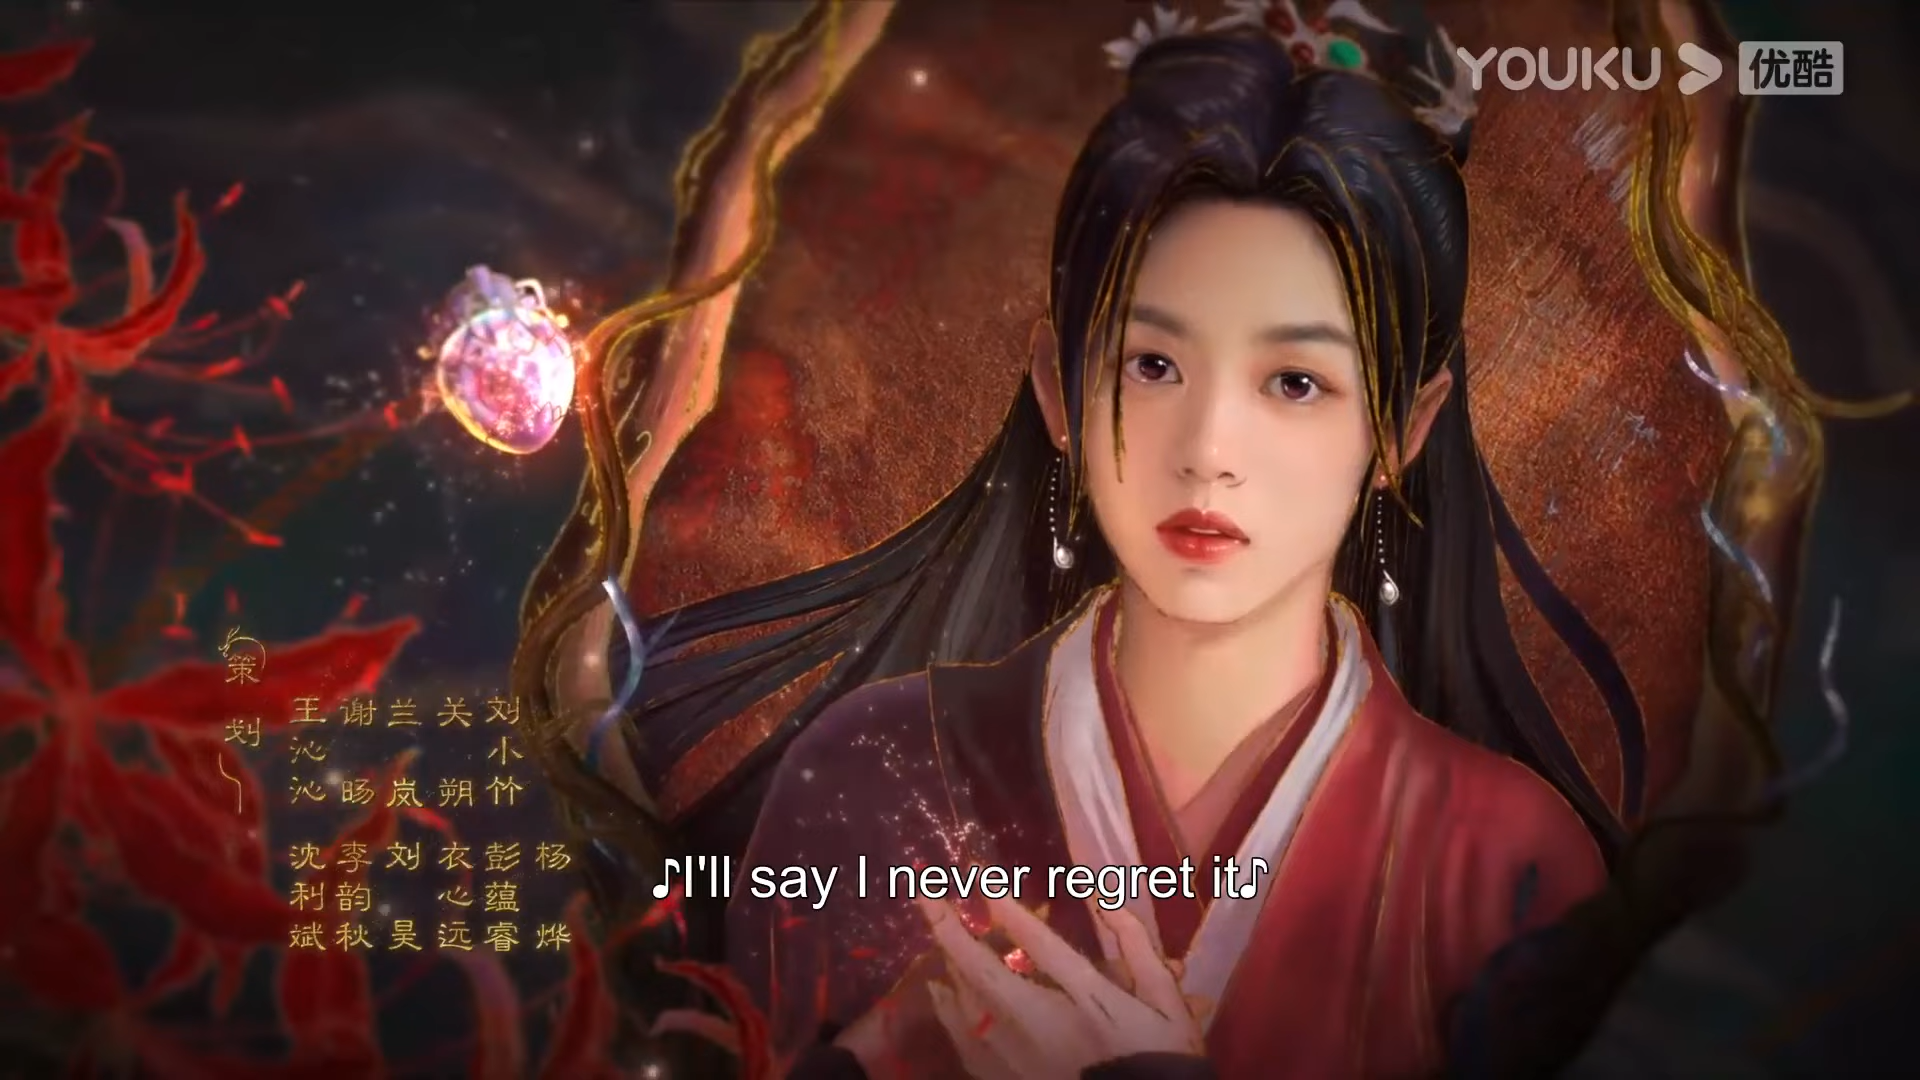 YOUKU 优酷
策划
王沁沁
谢旸
兰岚
关朔
刘小竹
沈利斌
李韵秋
刘昊
衣心远
彭蕴睿
杨烨
♪I'll say I never regret it♪